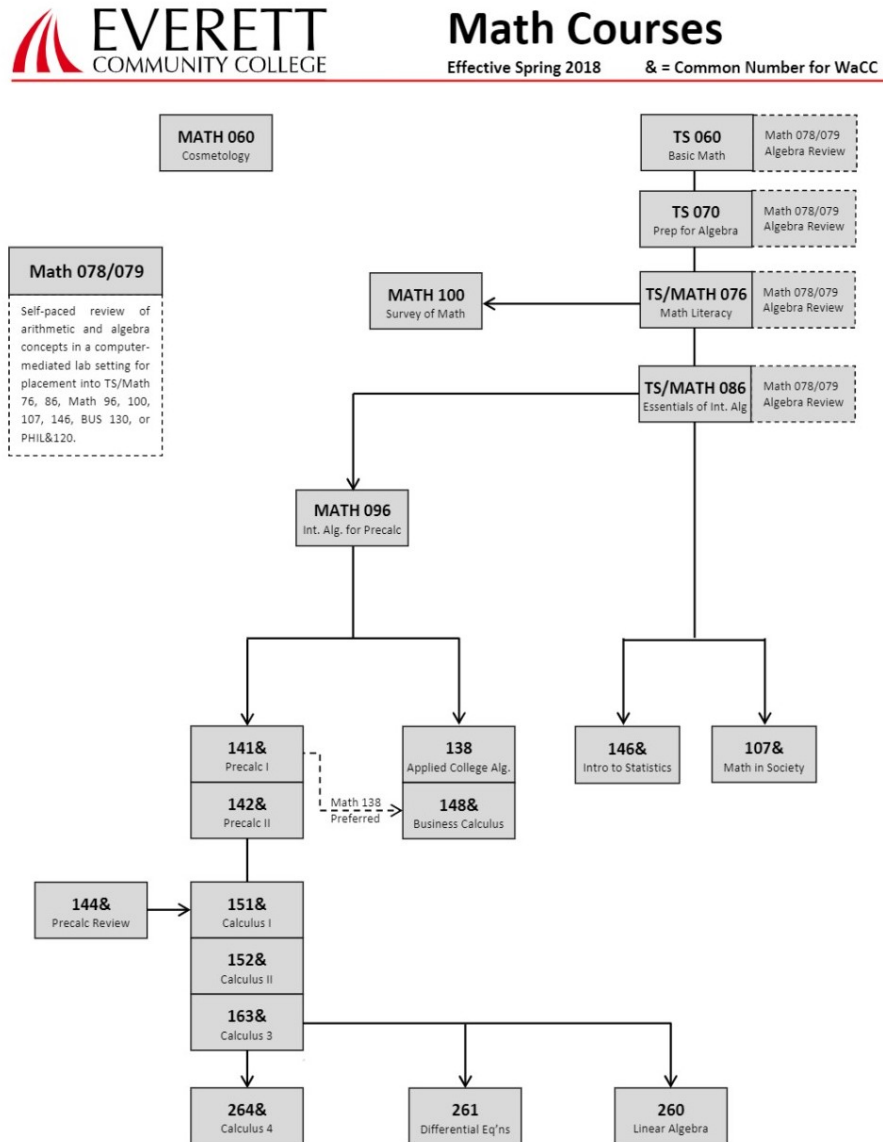 EVERETT
COMMUNITY COLLEGE
Math Courses
Effective Spring 2018 & = Common Number for WaCC
MATH 060
Cosmetology
TS 060
Basic Math
Math 078/079
Algebra Review
TS 070
Prep for Algebra
Math 078/079
Algebra Review
Math 078/079
Self-paced review of
arithmetic and algebra
concepts in a computer-
mediated lab setting for
placement into TS/Math
76, 86, Math 96, 100,
107, 146, BUS 130, or
PHIL&120.
MATH 100
Survey of Math
TS/MATH 076
Math Literacy
Math 078/079
Algebra Review
TS/MATH 086
Essentials of Int. Alg
Math 078/079
Algebra Review
MATH 096
Int. Alg. for Precalc
141&
Precalc I
138
Applied College Alg.
146&
Intro to Statistics
107&
Math in Society
142&
Precalc II
Math 138
Preferred
148&
Business Calculus
144&
Precalc Review
151&
Calculus I
152&
Calculus II
163&
Calculus 3
264&
Calculus 4
261
Differential Eq'ns
260
Linear Algebra